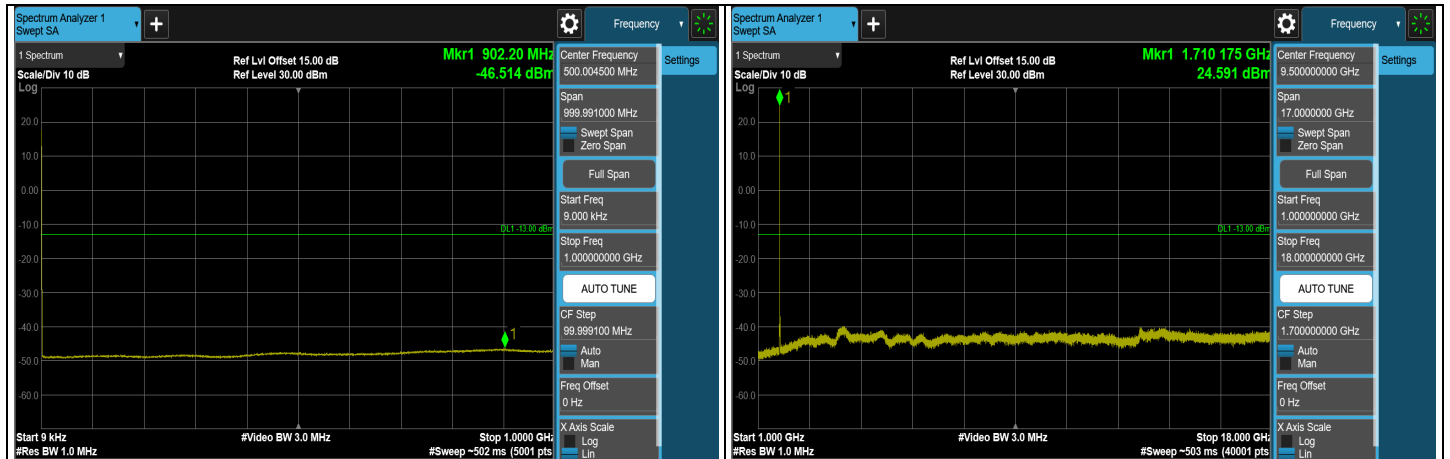 Spectrum Analyzer 1
Swept SA
+
Frequency
1 Spectrum
Scale/Div 10 dB
Log
Ref Lvl Offset 15.00 dB
Ref Level 30.00 dBm
Mkr1 902.20 MHz
-46.514 dBm
20.0
10.0
0.00
-10.0
-20.0
-30.0
-40.0
-50.0
-60.0
DL1 -13.00 dBm
1
Start 9 kHz
#Res BW 1.0 MHz
#Video BW 3.0 MHz
Stop 1.0000 GHz
#Sweep ~502 ms (5001 pts
Center Frequency
500.004500 MHz
Span
999.991000 MHz
Swept Span
Zero Span
Full Span
Start Freq
9.000 kHz
Stop Freq
1.000000000 GHz
AUTO TUNE
CF Step
99.999100 MHz
Auto
Man
Freq Offset
0 Hz
X Axis Scale
Log
Lin
Settings
Spectrum Analyzer 1
Swept SA
+
Frequency
1 Spectrum
Scale/Div 10 dB
Log
Ref Lvl Offset 15.00 dB
Ref Level 30.00 dBm
Mkr1 1.710 175 GHz
24.591 dBm
1
20.0
10.0
0.00
-10.0
-20.0
-30.0
-40.0
-50.0
-60.0
DL1 -13.00 dBm
Start 1.000 GHz
#Res BW 1.0 MHz
#Video BW 3.0 MHz
Stop 18.000 GHz
#Sweep ~503 ms (40001 pts
Center Frequency
9.500000000 GHz
Span
17.0000000 GHz
Swept Span
Zero Span
Full Span
Start Freq
1.000000000 GHz
Stop Freq
18.000000000 GHz
AUTO TUNE
CF Step
1.700000000 GHz
Auto
Man
Freq Offset
0 Hz
X Axis Scale
Log
Lin
Settings